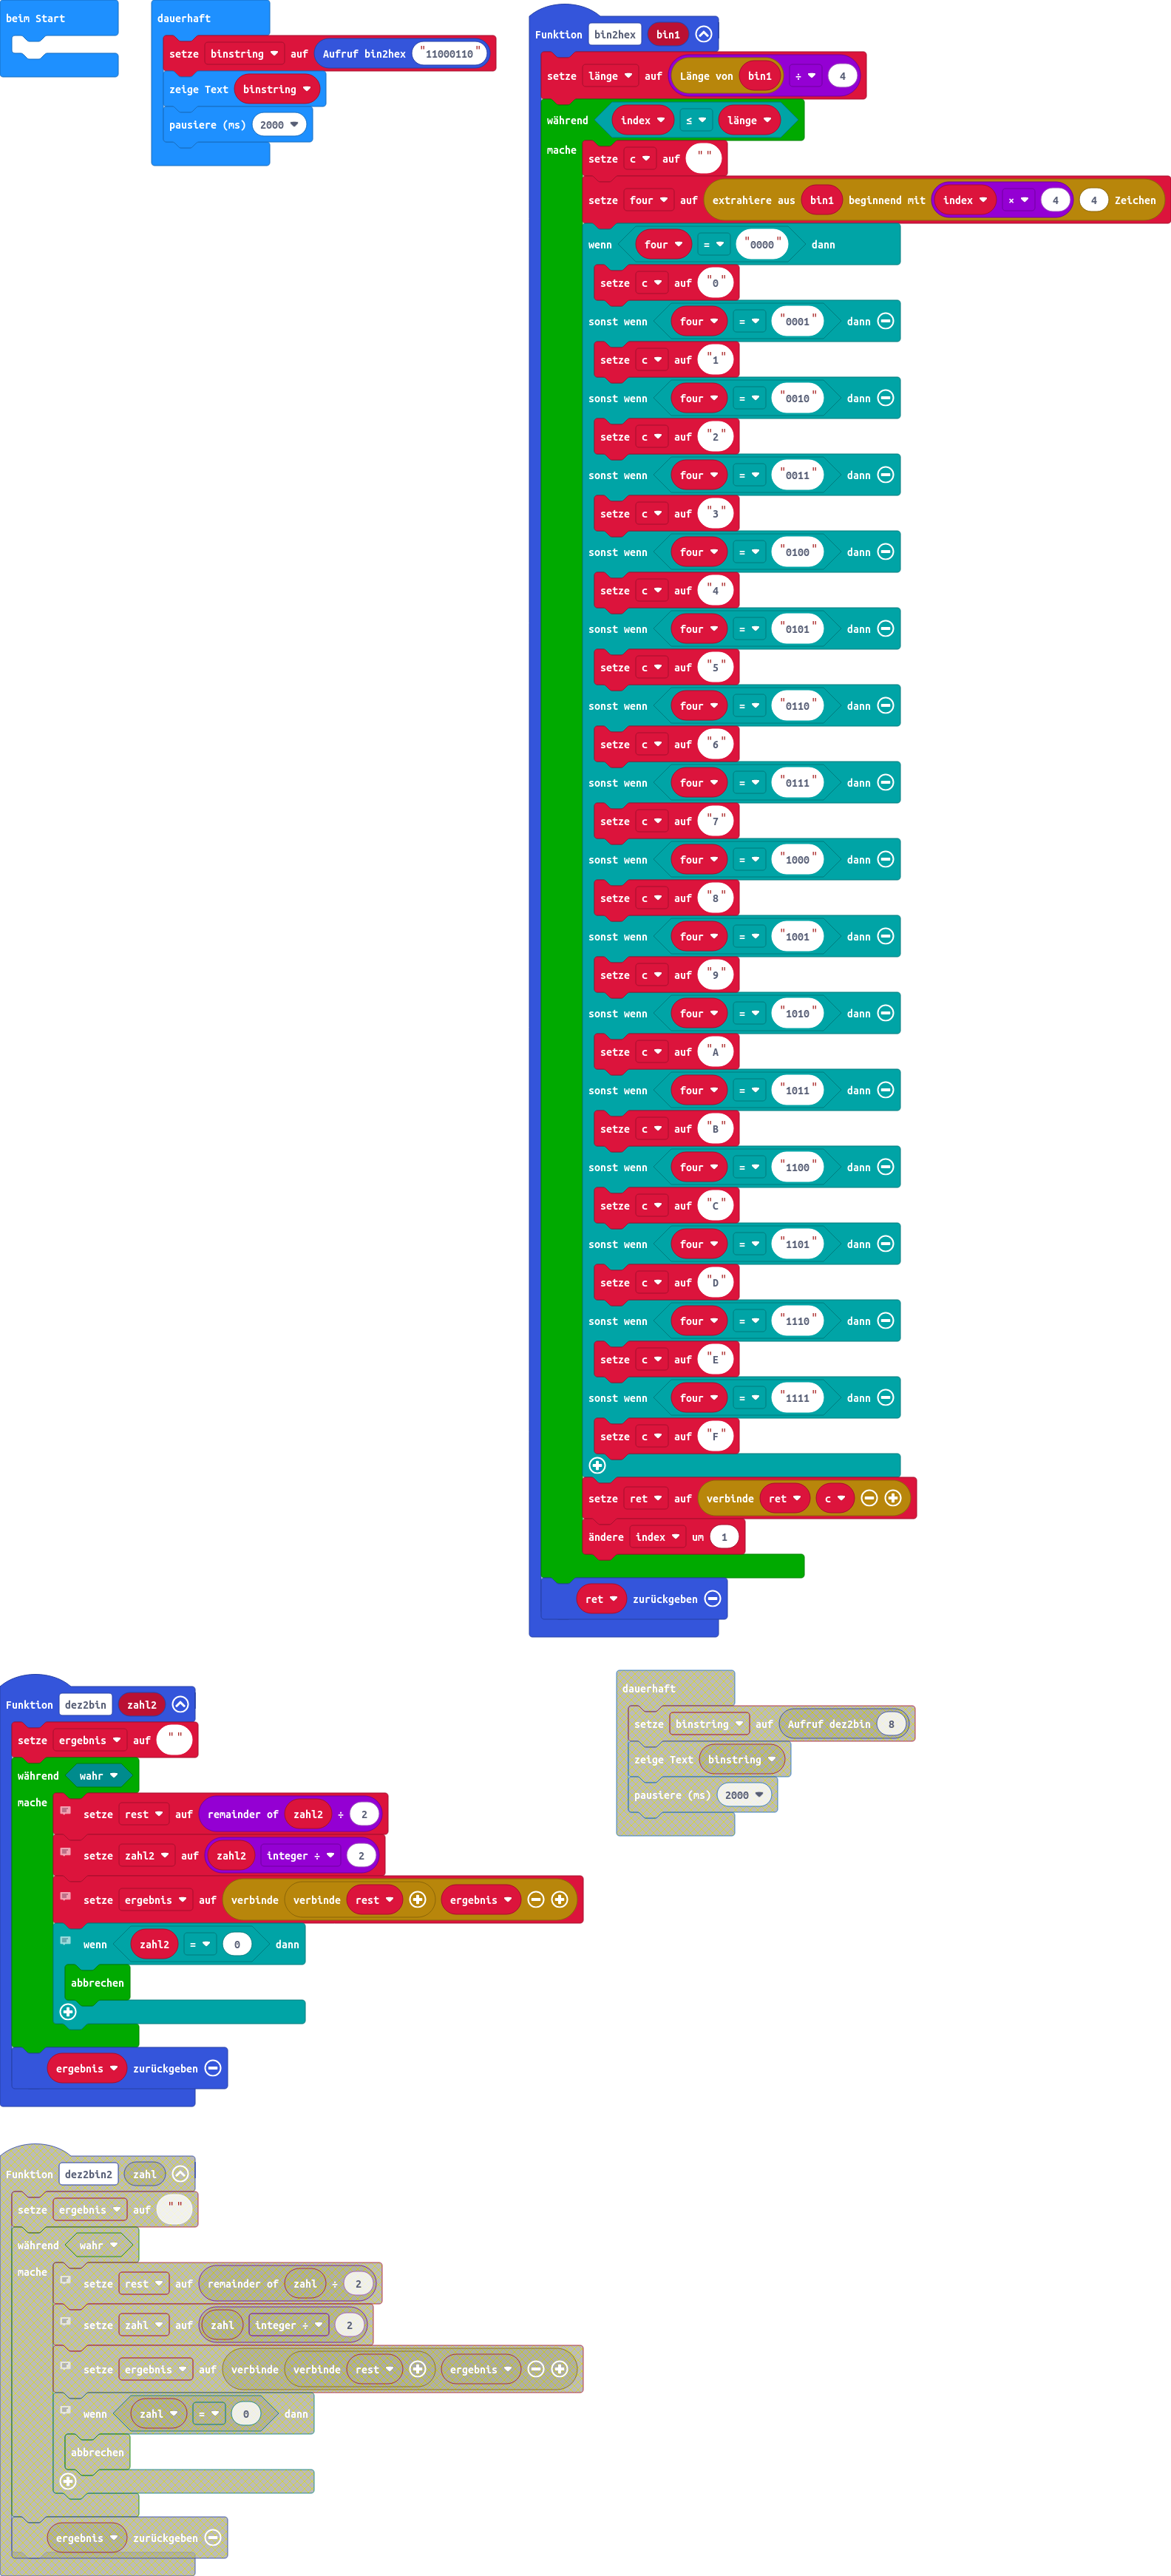 beim Start
dauerhaft
setze binstring auf Aufruf bin2hex "11000110"
zeige Text binstring
pausiere (ms) 2000
Funktion bin2hex bin1
setze länge auf Länge von bin1 ÷ 4
während index ≤ länge
mache
setze c auf " "
setze four auf extrahiere aus bin1 beginnend mit index × 4 4 Zeichen
wenn four = "0000" dann
setze c auf "0"
sonst wenn four = "0001" dann
setze c auf "1"
sonst wenn four = "0010" dann
setze c auf "2"
sonst wenn four = "0011" dann
setze c auf "3"
sonst wenn four = "0100" dann
setze c auf "4"
sonst wenn four = "0101" dann
setze c auf "5"
sonst wenn four = "0110" dann
setze c auf "6"
sonst wenn four = "0111" dann
setze c auf "7"
sonst wenn four = "1000" dann
setze c auf "8"
sonst wenn four = "1001" dann
setze c auf "9"
sonst wenn four = "1010" dann
setze c auf "A"
sonst wenn four = "1011" dann
setze c auf "B"
sonst wenn four = "1100" dann
setze c auf "C"
sonst wenn four = "1101" dann
setze c auf "D"
sonst wenn four = "1110" dann
setze c auf "E"
sonst wenn four = "1111" dann
setze c auf "F"
setze ret auf verbinde ret c
ändere index um 1
ret zurückgeben
Funktion dez2bin zahl2
setze ergebnis auf " "
während wahr
mache
setze rest auf remainder of zahl2 ÷ 2
setze zahl2 auf zahl2 integer ÷ 2
setze ergebnis auf verbinde verbinde rest ergebnis
wenn zahl2 = 0 dann
abbrechen
ergebnis zurückgeben
dauerhaft
setze binstring auf Aufruf dez2bin 8
zeige Text binstring
pausiere (ms) 2000
Funktion dez2bin2 zahl
setze ergebnis auf " "
während wahr
mache
setze rest auf remainder of zahl ÷ 2
setze zahl auf zahl integer ÷ 2
setze ergebnis auf verbinde verbinde rest ergebnis
wenn zahl = 0 dann
abbrechen
ergebnis zurückgeben